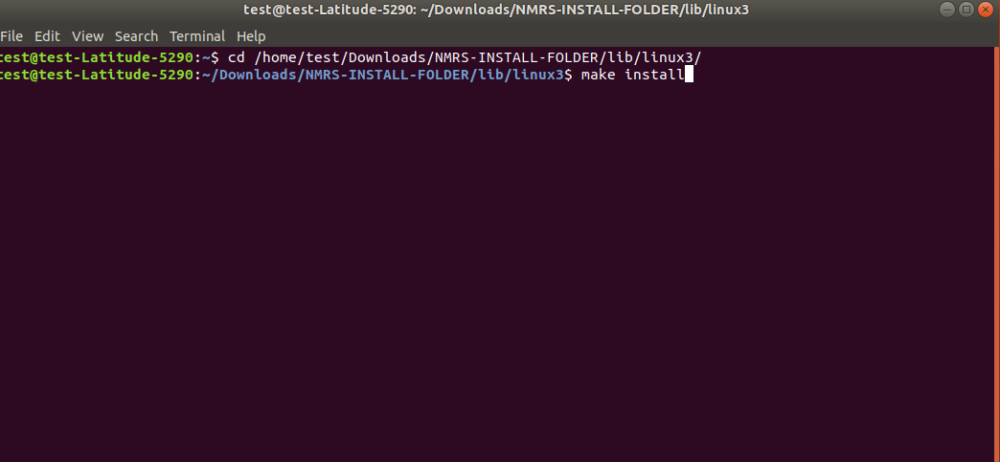 test@test-Latitude-5290: ~/Downloads/NMRS-INSTALL-FOLDER/lib/linux3
File Edit View Search Terminal Help
test@test-Latitude-5290:~$ cd /home/test/Downloads/NMRS-INSTALL-FOLDER/lib/linux3/
test@test-Latitude-5290:~/Downloads/NMRS-INSTALL-FOLDER/lib/linux3$ make install